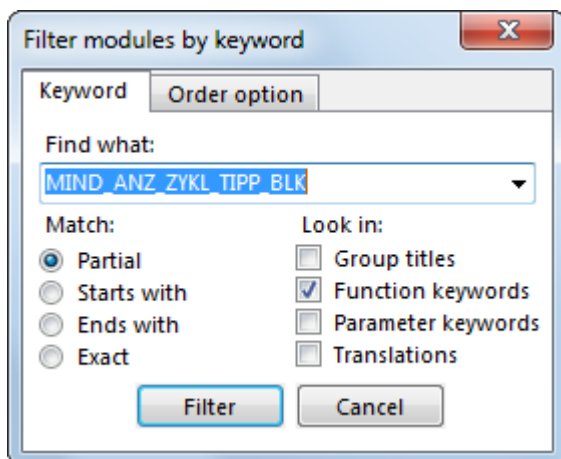 Filter modules by keyword
Keyword Order option
Find what:
MIND_ANZ_ZYKL_TIPP_BLK
Match: Look in:
Partial Group titles
Starts with Function keywords
Ends with Parameter keywords
Exact Translations
Filter Cancel